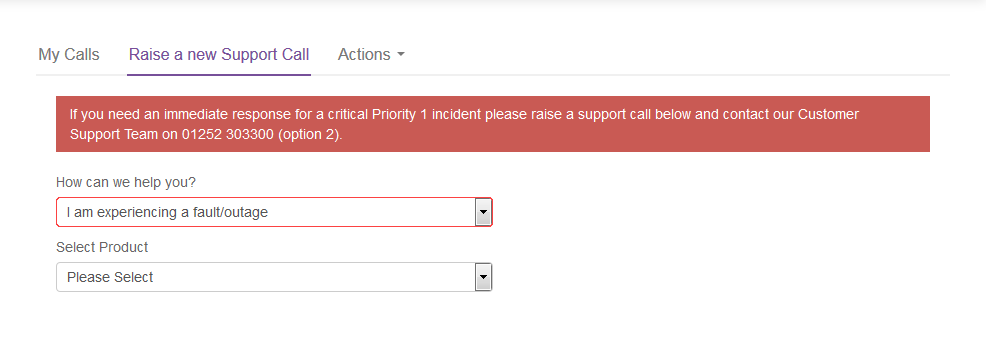 My Calls Raise a new Support Call Actions
If you need an immediate response for a critical Priority 1 incident please raise a support call below and contact our Customer
Support Team on 01252 303300 (option 2).
How can we help you?
I am experiencing a fault/outage
Select Product
Please Select